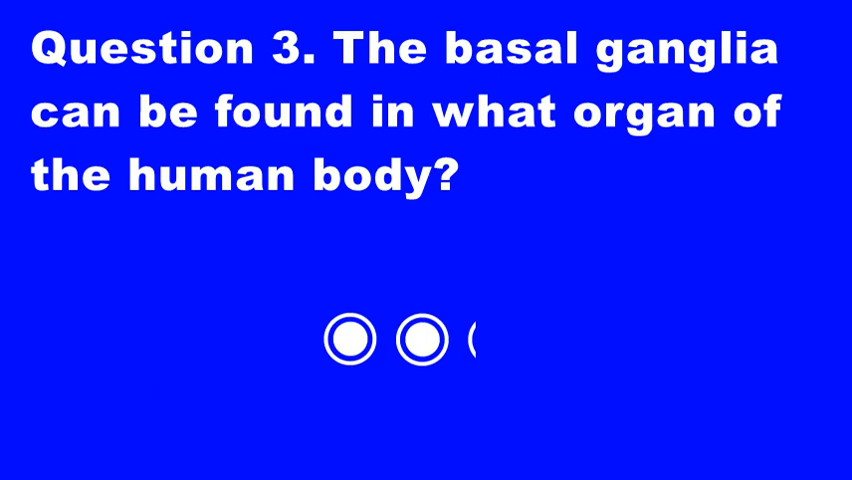 Question 3. The basal ganglia
can be found in what organ of
the human body?